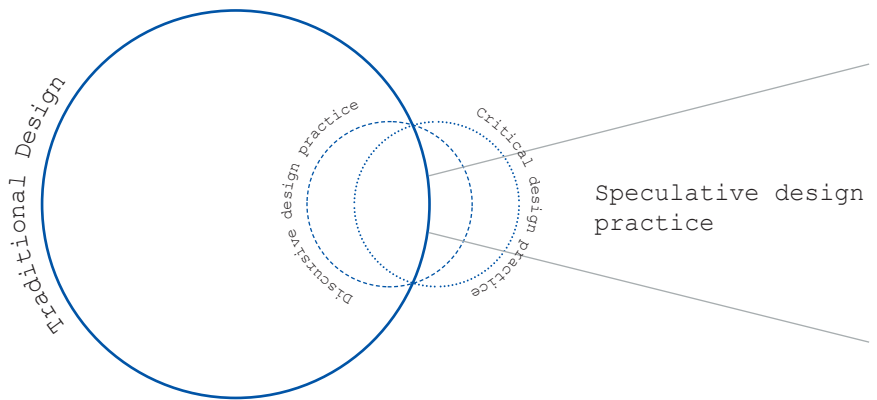 Traditional Design
Discursive design practice
Critical design practice
Speculative design
practice